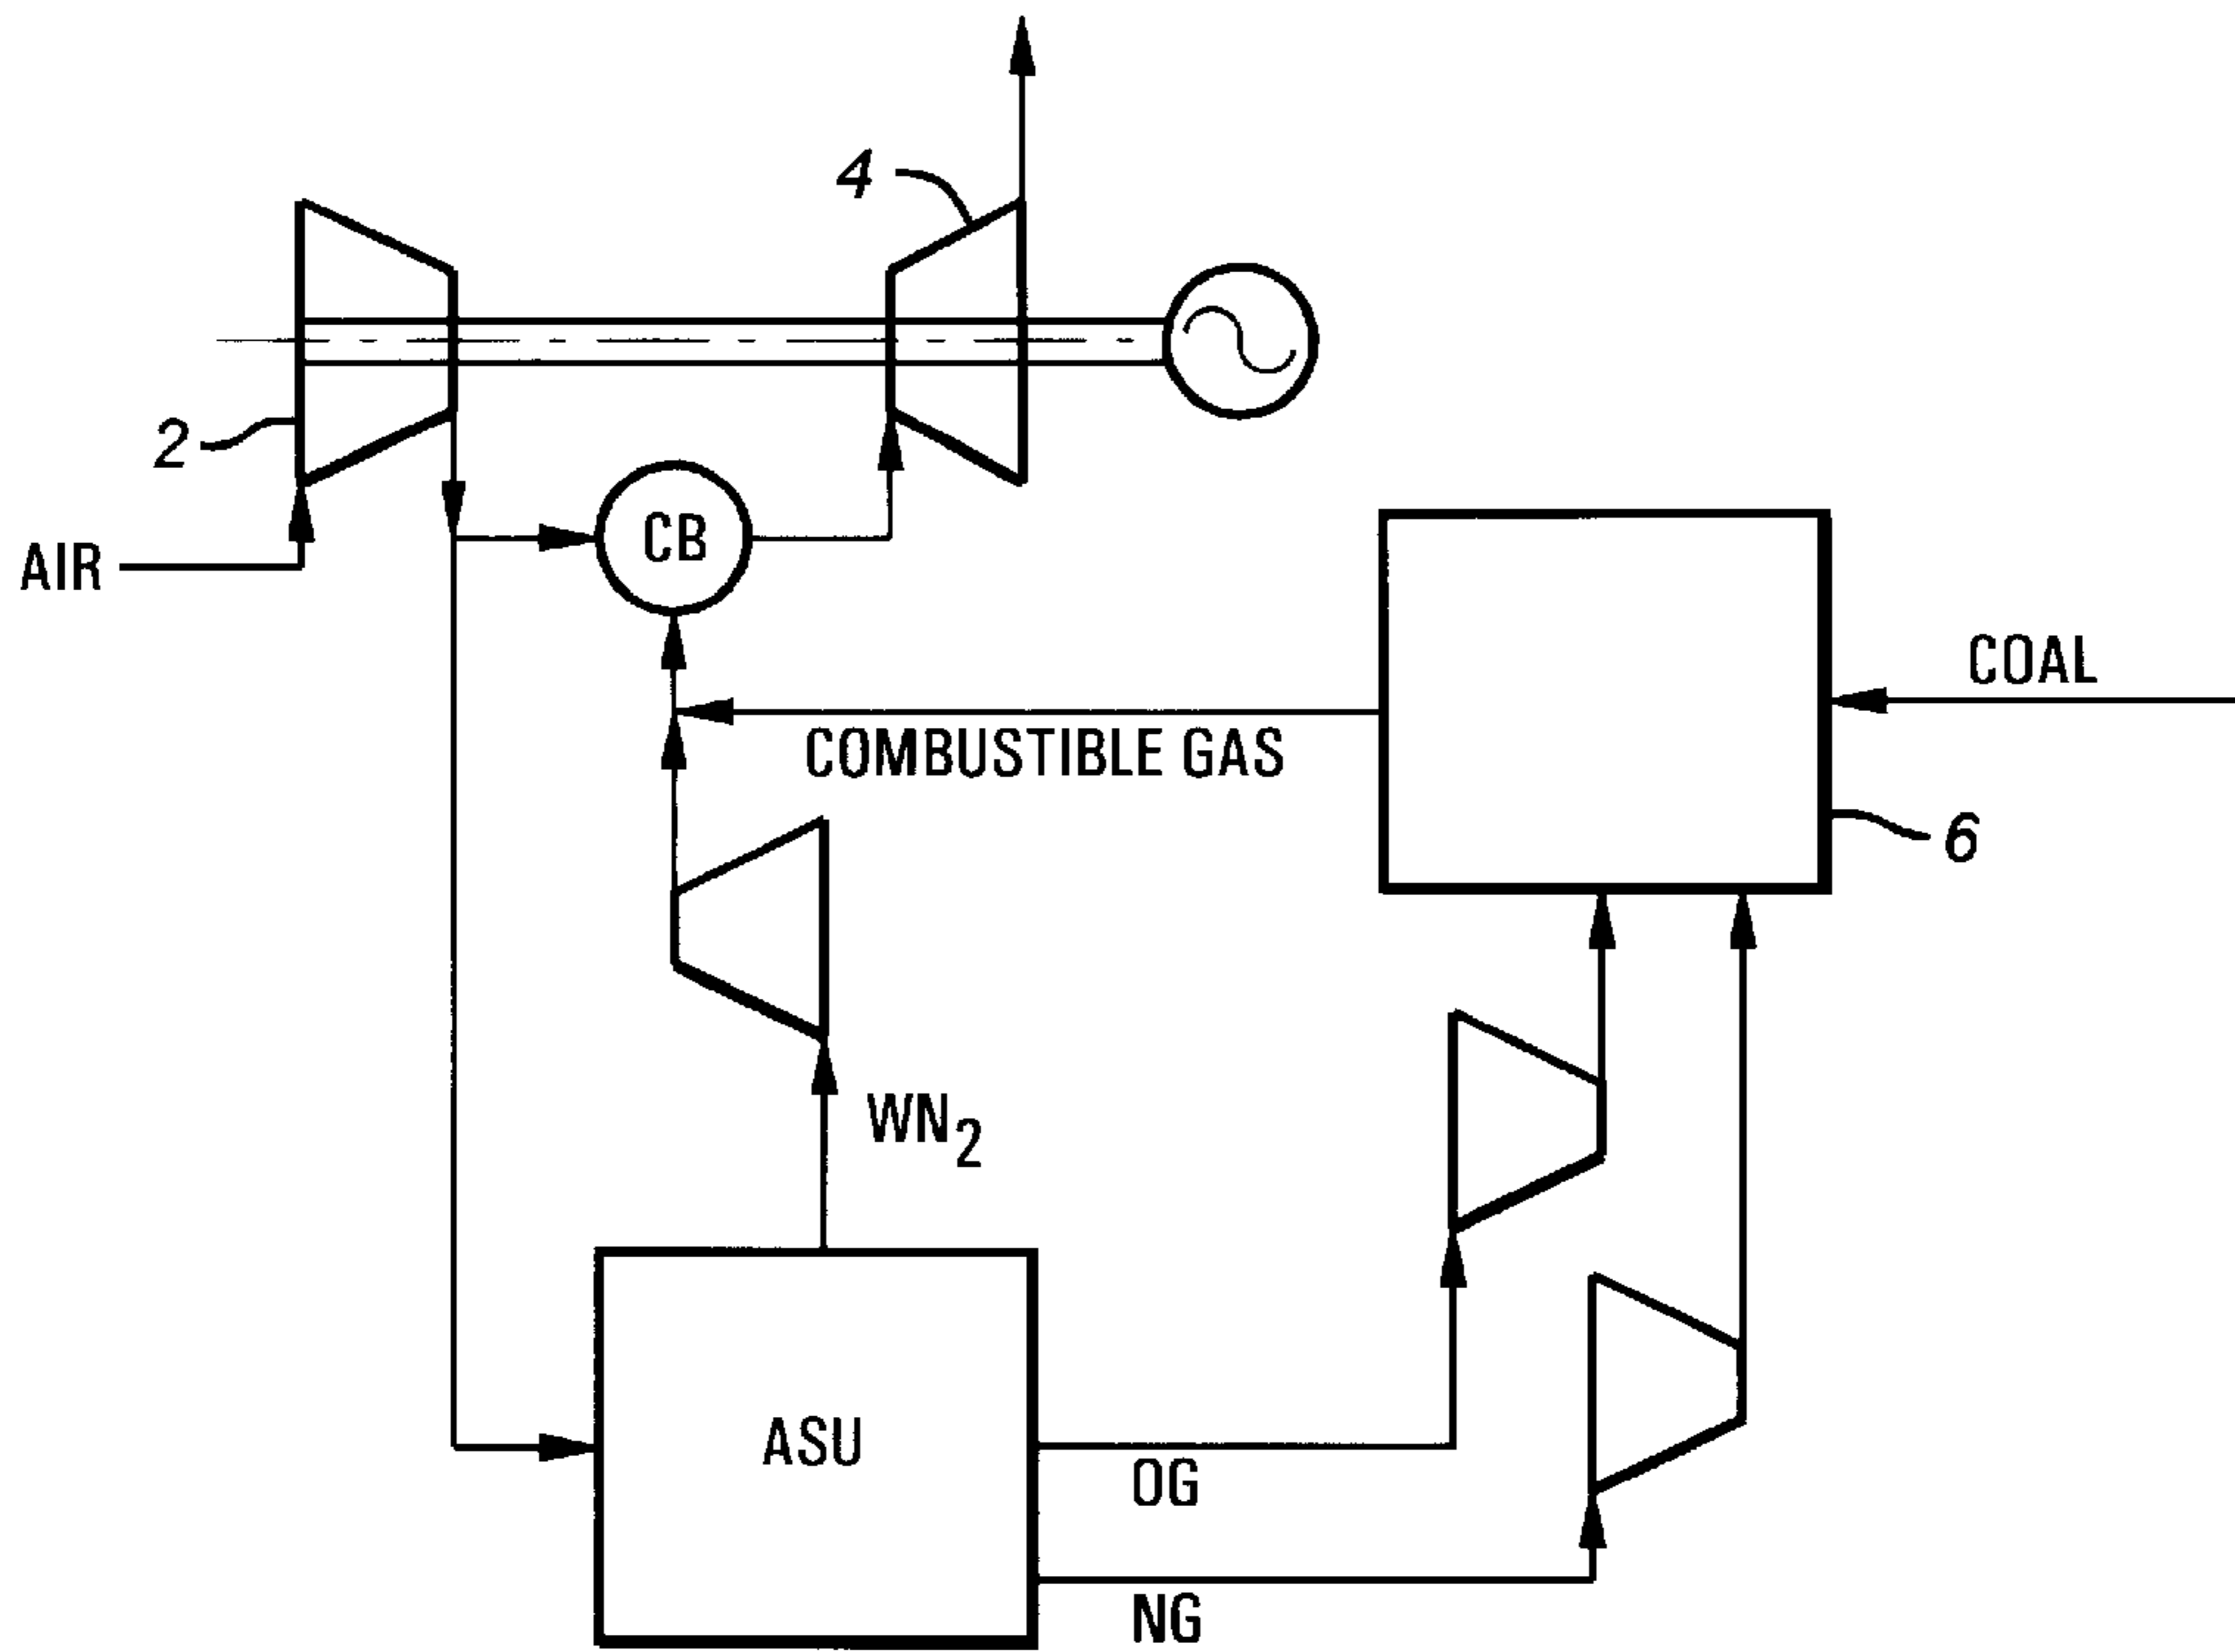 4
2
AIR
CB
COAL
COMBUSTIBLE GAS
6
WN2
ASU
OG
NG